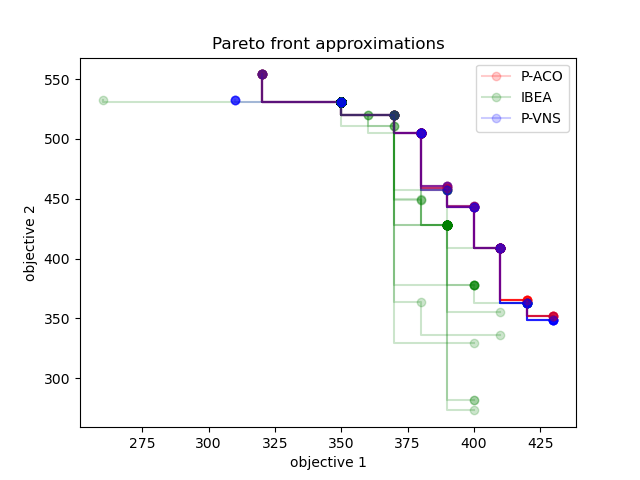 Pareto front approximations
P-ACO
IBEA
P-VNS
550
500
450
400
350
300
objective 2
275
300
325
350
375
400
425
objective 1